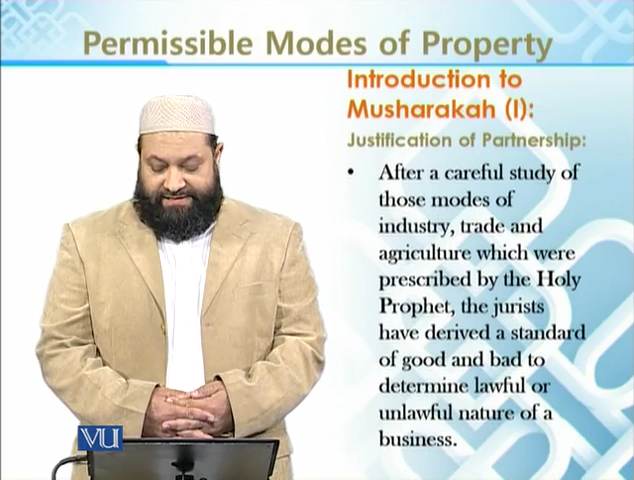 Permissible Modes of Property
Introduction to
Musharakah (I):
Justification of Partnership:
• After a careful study of
those modes of
industry, trade and
agriculture which were
prescribed by the Holy
Prophet, the jurists
have derived a standard
of good and bad to
determine lawful or
unlawful nature of a
business.
VU